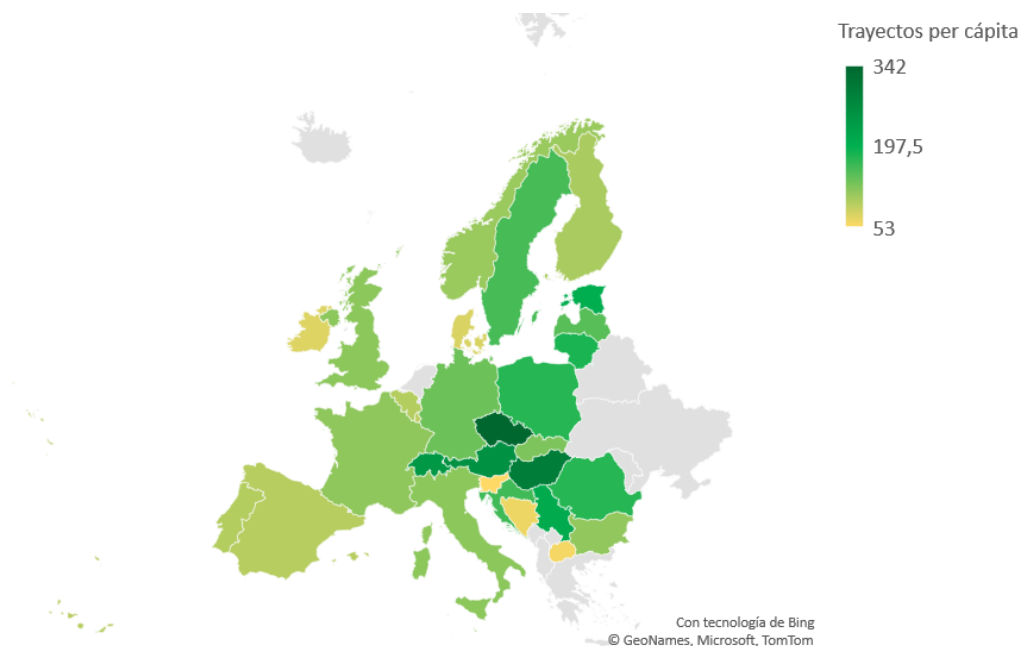 Trayectos per cápita
342
197,5
53
Con tecnología de Bing
© GeoNames, Microsoft, TomTom